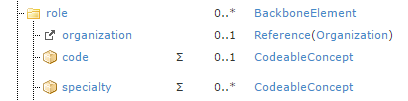 role 0..* BackboneElement
organization 0..1 Reference(Organization)
code Σ 0..1 CodeableConcept
specialty Σ 0..* CodeableConcept